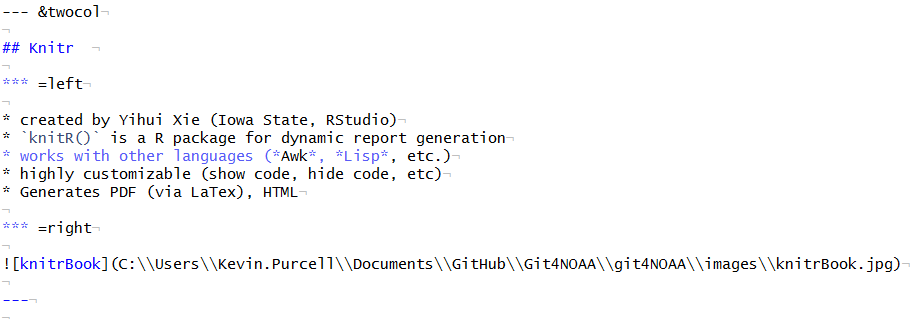 --- &twocol¬
¬
## Knitr  ¬
¬
*** =left¬
¬
* created by Yihui Xie (Iowa State, RStudio)¬
* `knitR()` is a R package for dynamic report generation¬
* works with other languages (*Awk*, *Lisp*, etc.)¬
* highly customizable (show code, hide code, etc)¬
* Generates PDF (via LaTex), HTML¬
¬
*** =right¬
¬
![knitrBook](C:\\Users\\Kevin.Purcell\\Documents\\GitHub\\Git4NOAA\\git4NOAA\\images\\knitrBook.jpg)¬
¬
---¬
¬